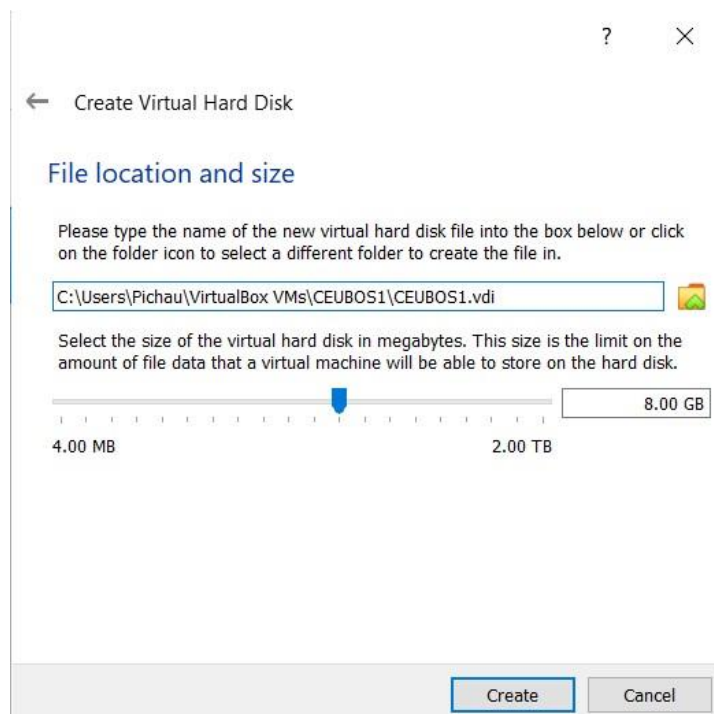 ?
Create Virtual Hard Disk
File location and size
Please type the name of the new virtual hard disk file into the box below or click
on the folder icon to select a different folder to create the file in.
C:\Users\Pichau\VirtualBox VMs\CEUBOS1\CEUBOS1.vdi
Select the size of the virtual hard disk in megabytes. This size is the limit on the
amount of file data that a virtual machine will be able to store on the hard disk.
8.00 GB
4.00 MB 2.00 TB
Create Cancel